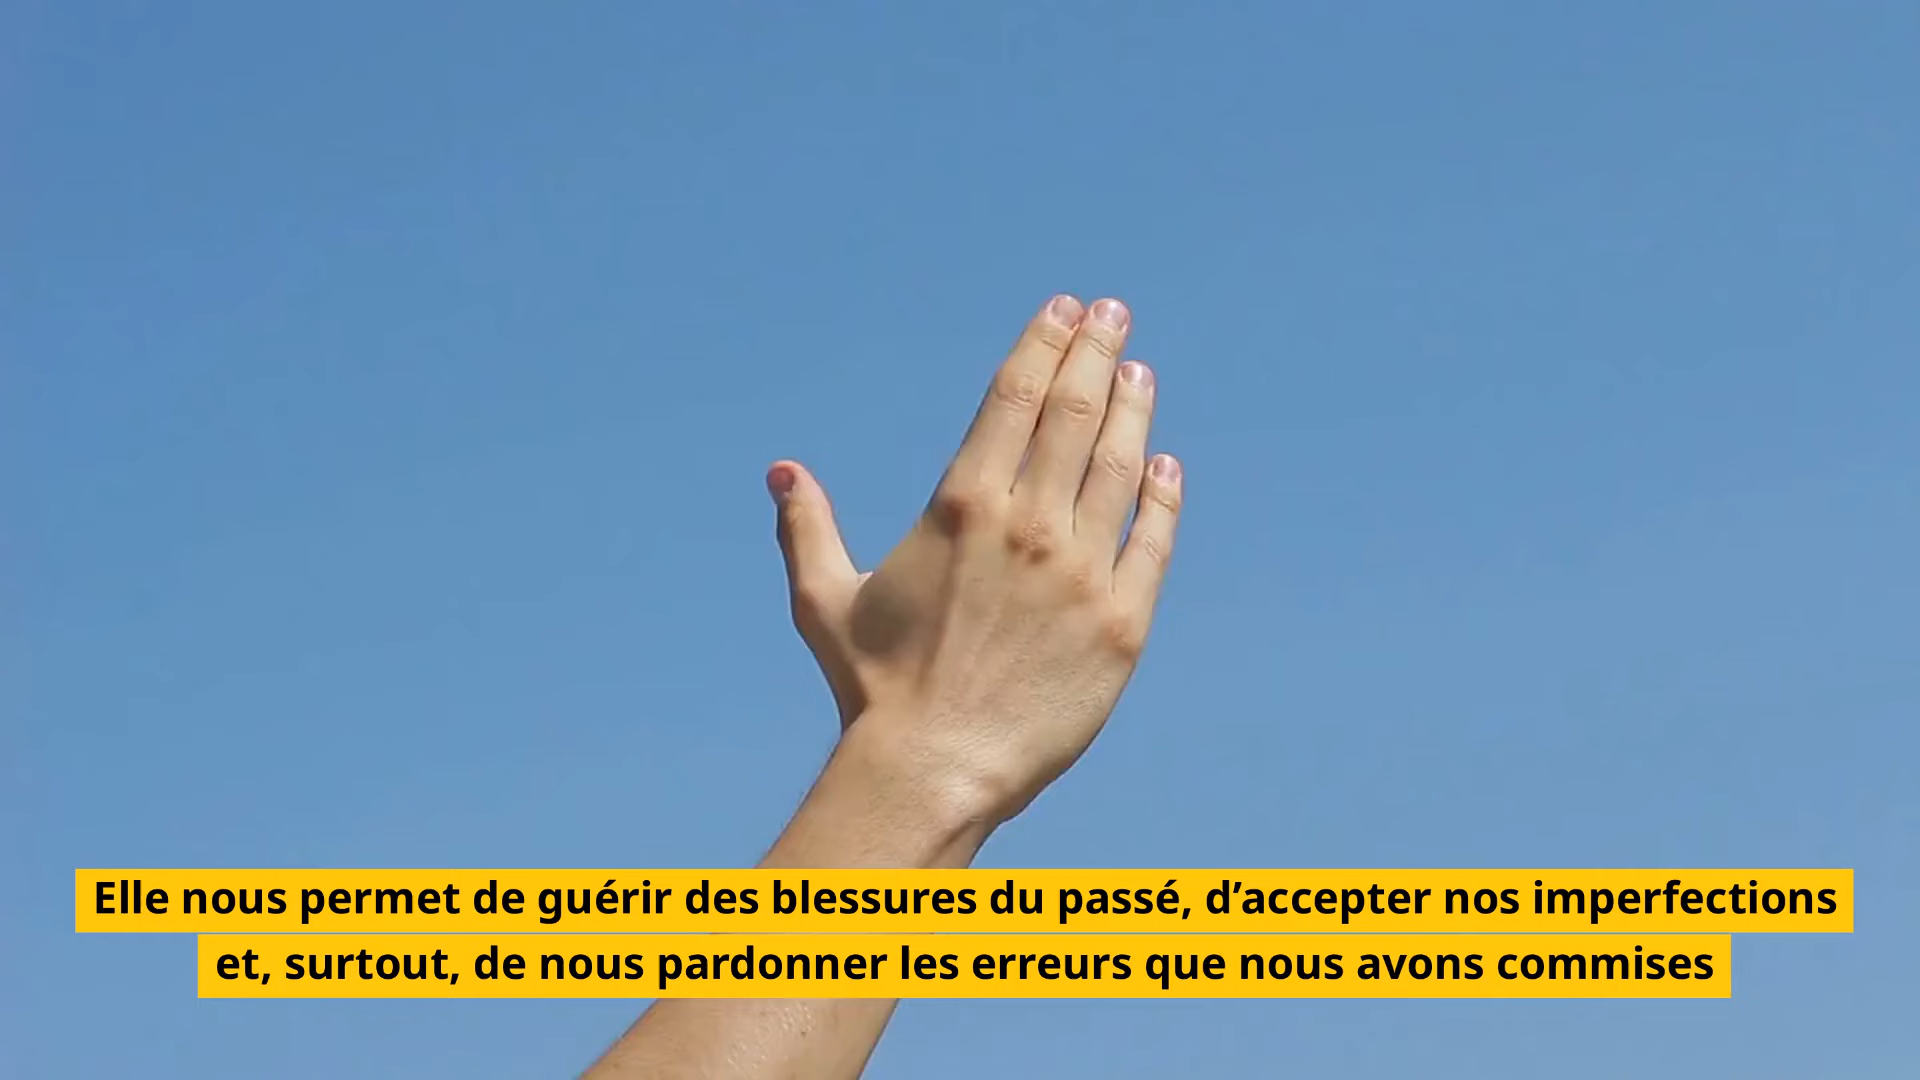 Elle nous permet de guérir des blessures du passé, d’accepter nos imperfections
et, surtout, de nous pardonner les erreurs que nous avons commises